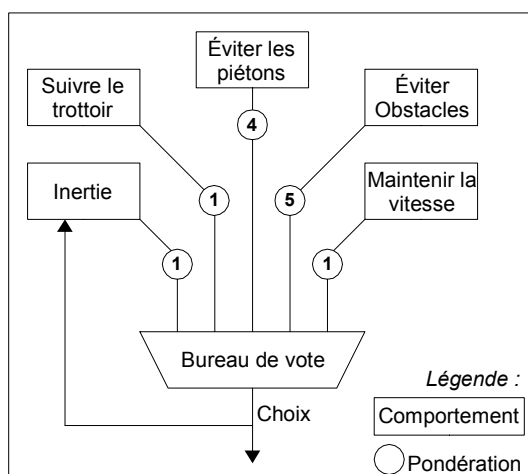 Éviter les
piétons
Suivre le
trottoir
Éviter
Obstacles
4
Inertie
Maintenir la
vitesse
1
5
1
1
Bureau de vote
Choix
Légende :
Comportement
Pondération